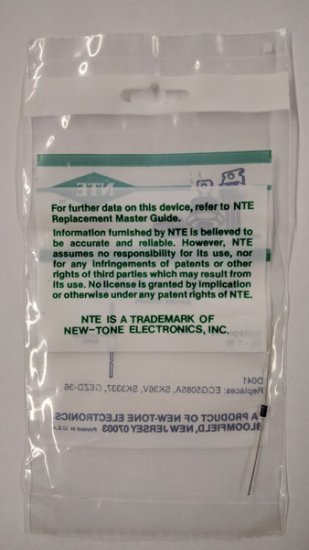 NTE
For further data on this device, refer to NTE
Replacement Master Guide.
Information furnished by NTE is believed to
be accurate and reliable. However, NTE
assumes no responsibility for its use, nor
for any infringements of patents or other
rights of third parties which may result from
its use. No license is granted by implication
or otherwise under any patent rights of NTE.
NTE IS A TRADEMARK OF
NEW-TONE ELECTRONICS, INC.
D041
Replaces: ECG5085A, SK36V, SK3337, GEZD-36
A PRODUCT OF NEW-TONE ELECTRONICS
BLOOMFIELD, NEW JERSEY 07003 Printed in U.S.A.